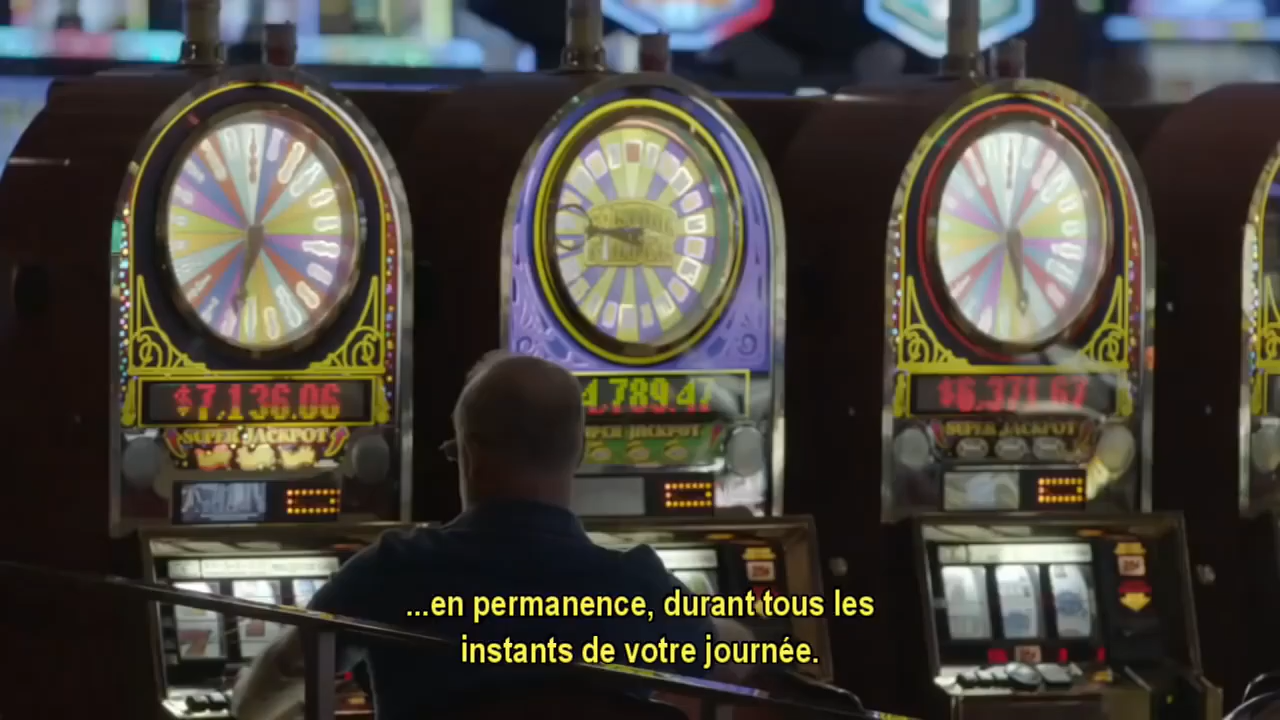 $7,136.06
4,789.47
$6,371.67
SUPER JACKPOT
SUPER JACKPOT
SUPER JACKPOT
...en permanence, durant tous les
instants de votre journée.